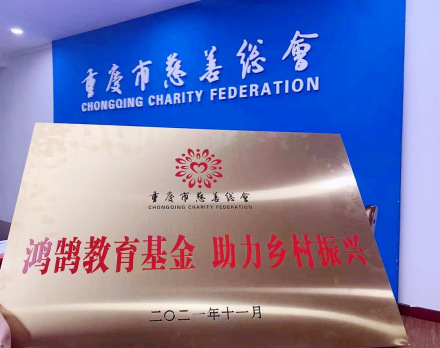 重慶市慈善總會
CHONGQING CHARITY FEDERATION
重慶市慈善總會
CHONGQING CHARITY FEDERATION
鸿鹄教育基金 助力乡村振兴
二〇二一年十一月